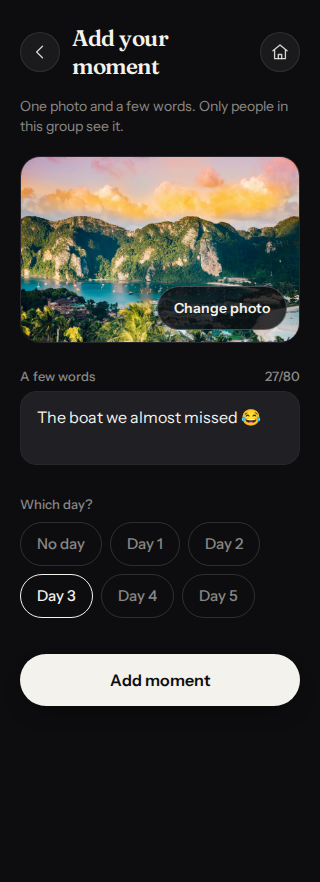 Add your
moment
One photo and a few words. Only people in
this group see it.
Change photo
A few words 27/80
The boat we almost missed 😂
Which day?
No day Day 1 Day 2
Day 3 Day 4 Day 5
Add moment